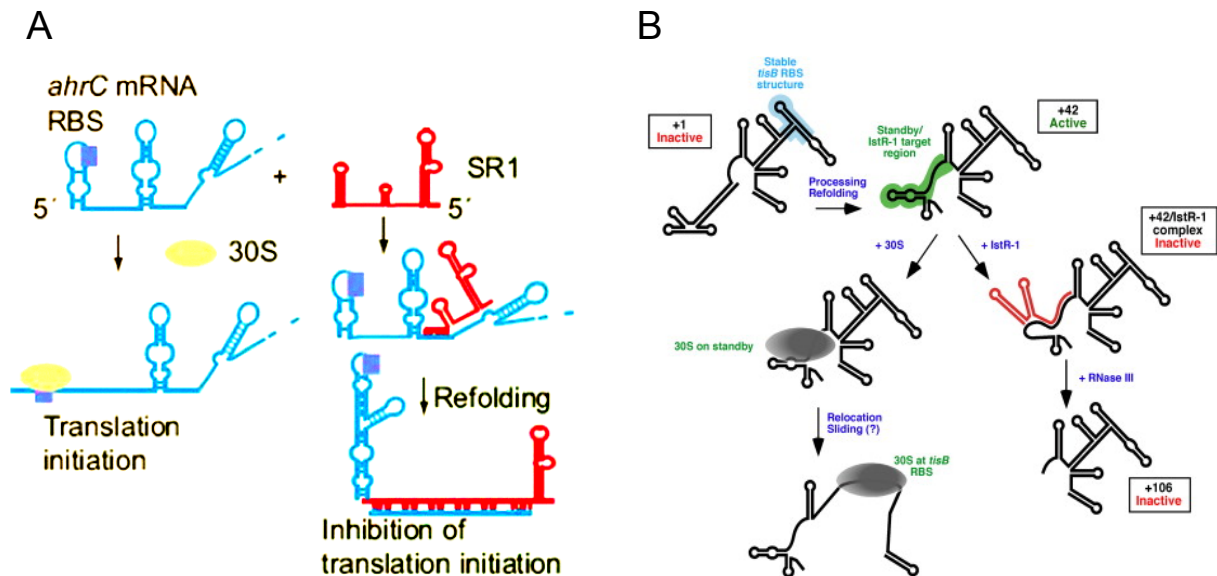 A
ahrC mRNA
RBS
+
SR1
5´
5´
30S
Refolding
Translation
initiation
Inhibition of
translation initiation
B
Stable
tisB RBS
structure
+1
Inactive
+42
Active
Standby/
IstR-1 target
region
Processing
Refolding
+ 30S
+ IstR-1
+42/IstR-1
complex
Inactive
30S on standby
+ RNase III
Relocation
Sliding (?)
30S at tisB
RBS
+106
Inactive